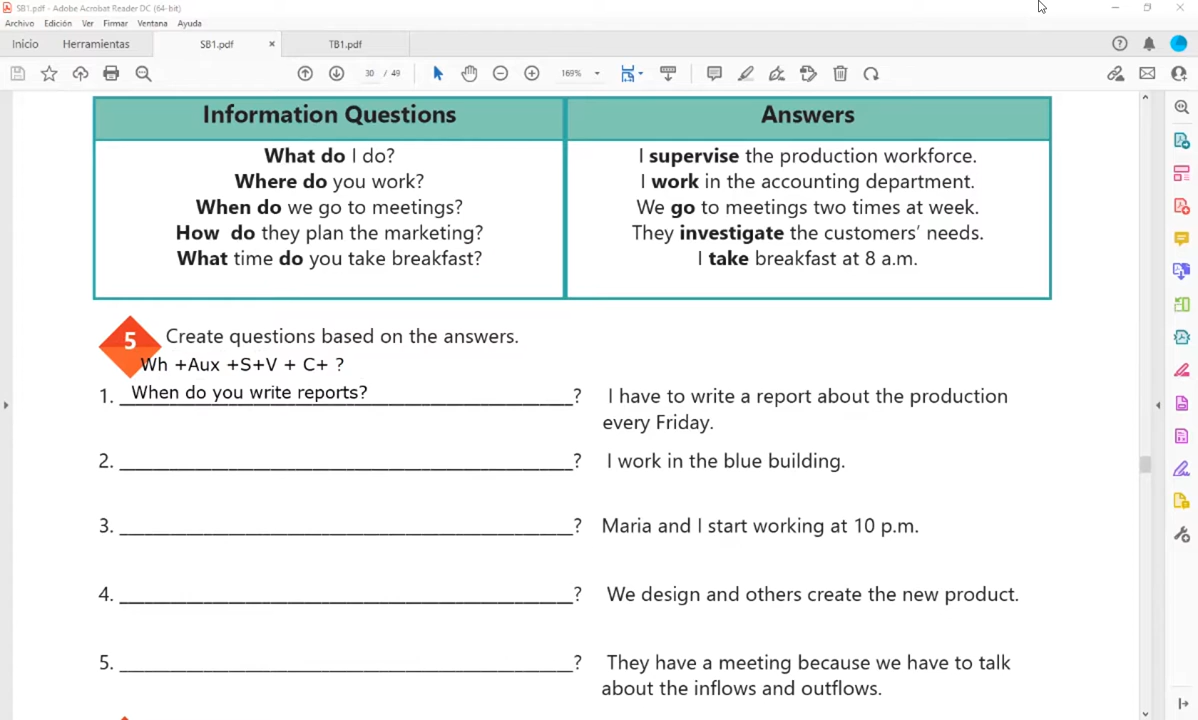 SB1.pdf - Adobe Acrobat Reader DC (64-bit)
Archivo Edición Ver Firmar Ventana Ayuda
Inicio Herramientas SB1.pdf × TB1.pdf
30 / 49 169%
Information Questions Answers
What do I do? I supervise the production workforce.
Where do you work? I work in the accounting department.
When do we go to meetings? We go to meetings two times at week.
How do they plan the marketing? They investigate the customers' needs.
What time do you take breakfast? I take breakfast at 8 a.m.
5 Create questions based on the answers.
Wh +Aux +S+V + C+ ?
When do you write reports?
1. ? I have to write a report about the production
every Friday.
2. ? I work in the blue building.
3. ? Maria and I start working at 10 p.m.
4. ? We design and others create the new product.
5. ? They have a meeting because we have to talk
about the inflows and outflows.